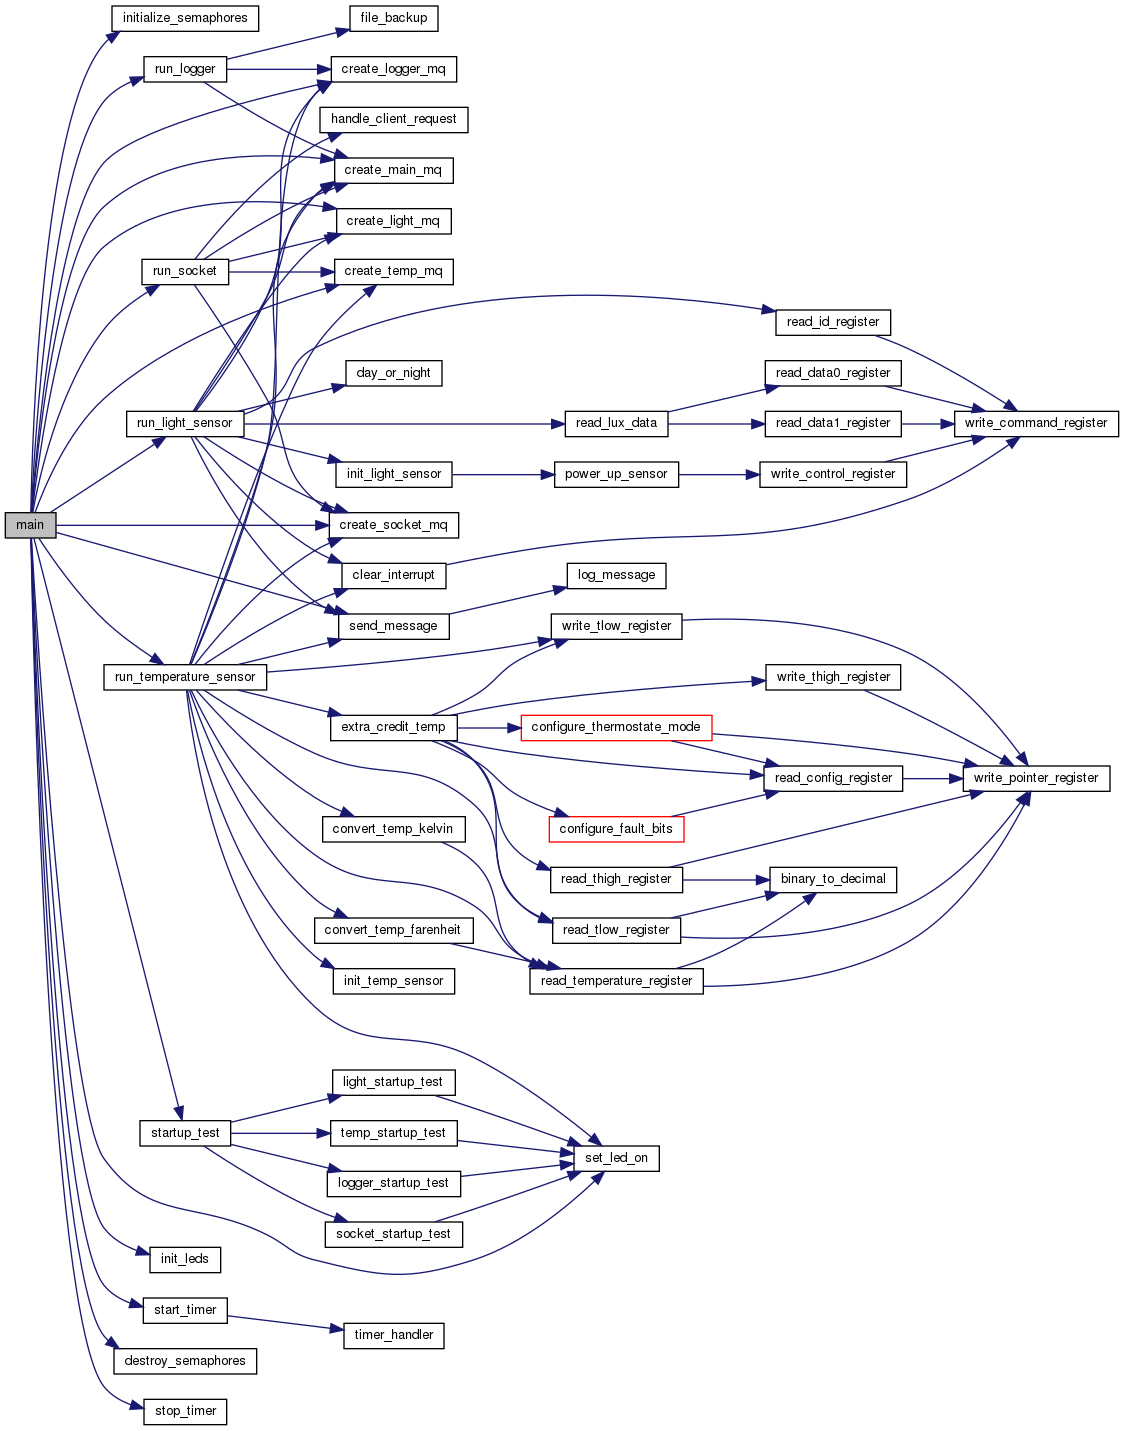 initialize_semaphores
file_backup
run_logger
create_logger_mq
handle_client_request
create_main_mq
create_light_mq
run_socket
create_temp_mq
read_id_register
day_or_night
read_data0_register
run_light_sensor
read_lux_data
read_data1_register
write_command_register
init_light_sensor
power_up_sensor
write_control_register
main
create_socket_mq
clear_interrupt
log_message
send_message
write_tlow_register
run_temperature_sensor
write_thigh_register
extra_credit_temp
configure_thermostate_mode
read_config_register
write_pointer_register
convert_temp_kelvin
configure_fault_bits
read_thigh_register
binary_to_decimal
convert_temp_farenheit
read_tlow_register
init_temp_sensor
read_temperature_register
light_startup_test
startup_test
temp_startup_test
set_led_on
logger_startup_test
socket_startup_test
init_leds
start_timer
timer_handler
destroy_semaphores
stop_timer